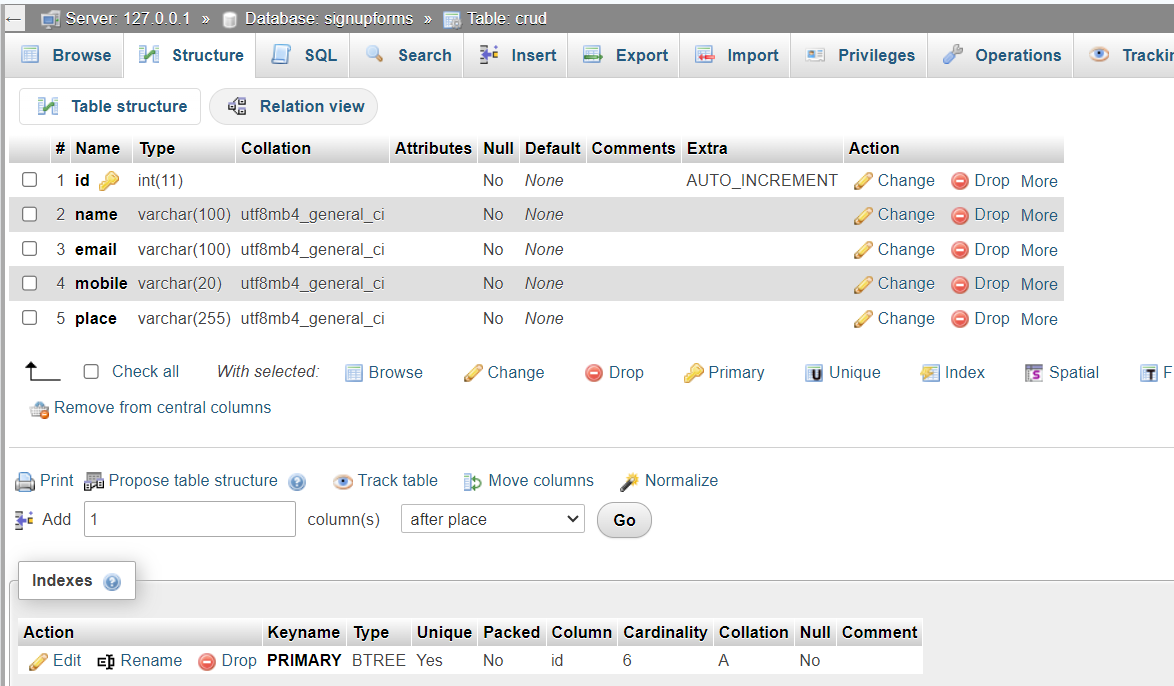 Server: 127.0.0.1 » Database: signupforms » Table: crud
Browse Structure SQL Search Insert Export Import Privileges Operations
Table structure Relation view
# Name Type Collation Attributes Null Default Comments Extra Action
1 id int(11) No None AUTO_INCREMENT Change Drop More
2 name varchar(100) utf8mb4_general_ci No None Change Drop More
3 email varchar(100) utf8mb4_general_ci No None Change Drop More
4 mobile varchar(20) utf8mb4_general_ci No None Change Drop More
5 place varchar(255) utf8mb4_general_ci No None Change Drop More
Check all With selected: Browse Change Drop Primary Unique Index Spatial
Remove from central columns
Print Propose table structure Track table Move columns Normalize
Add 1 column(s) after place Go
Indexes
Action Keyname Type Unique Packed Column Cardinality Collation Null Comment
Edit Rename Drop PRIMARY BTREE Yes No id 6 A No